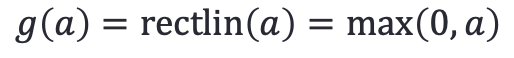 g(a) = rectlin(a) = max(0, a)